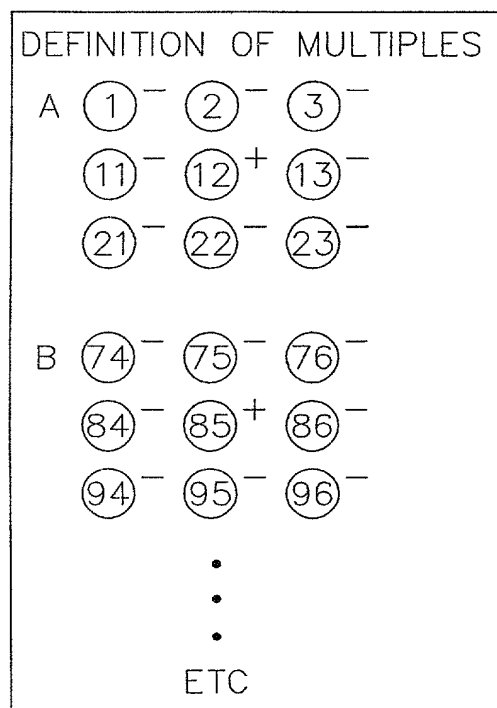 DEFINITION OF MULTIPLES
A 1 − 2 − 3 −
11 − 12 + 13 −
21 − 22 − 23 −
B 74 − 75 − 76 −
84 − 85 + 86 −
94 − 95 − 96 −
ETC